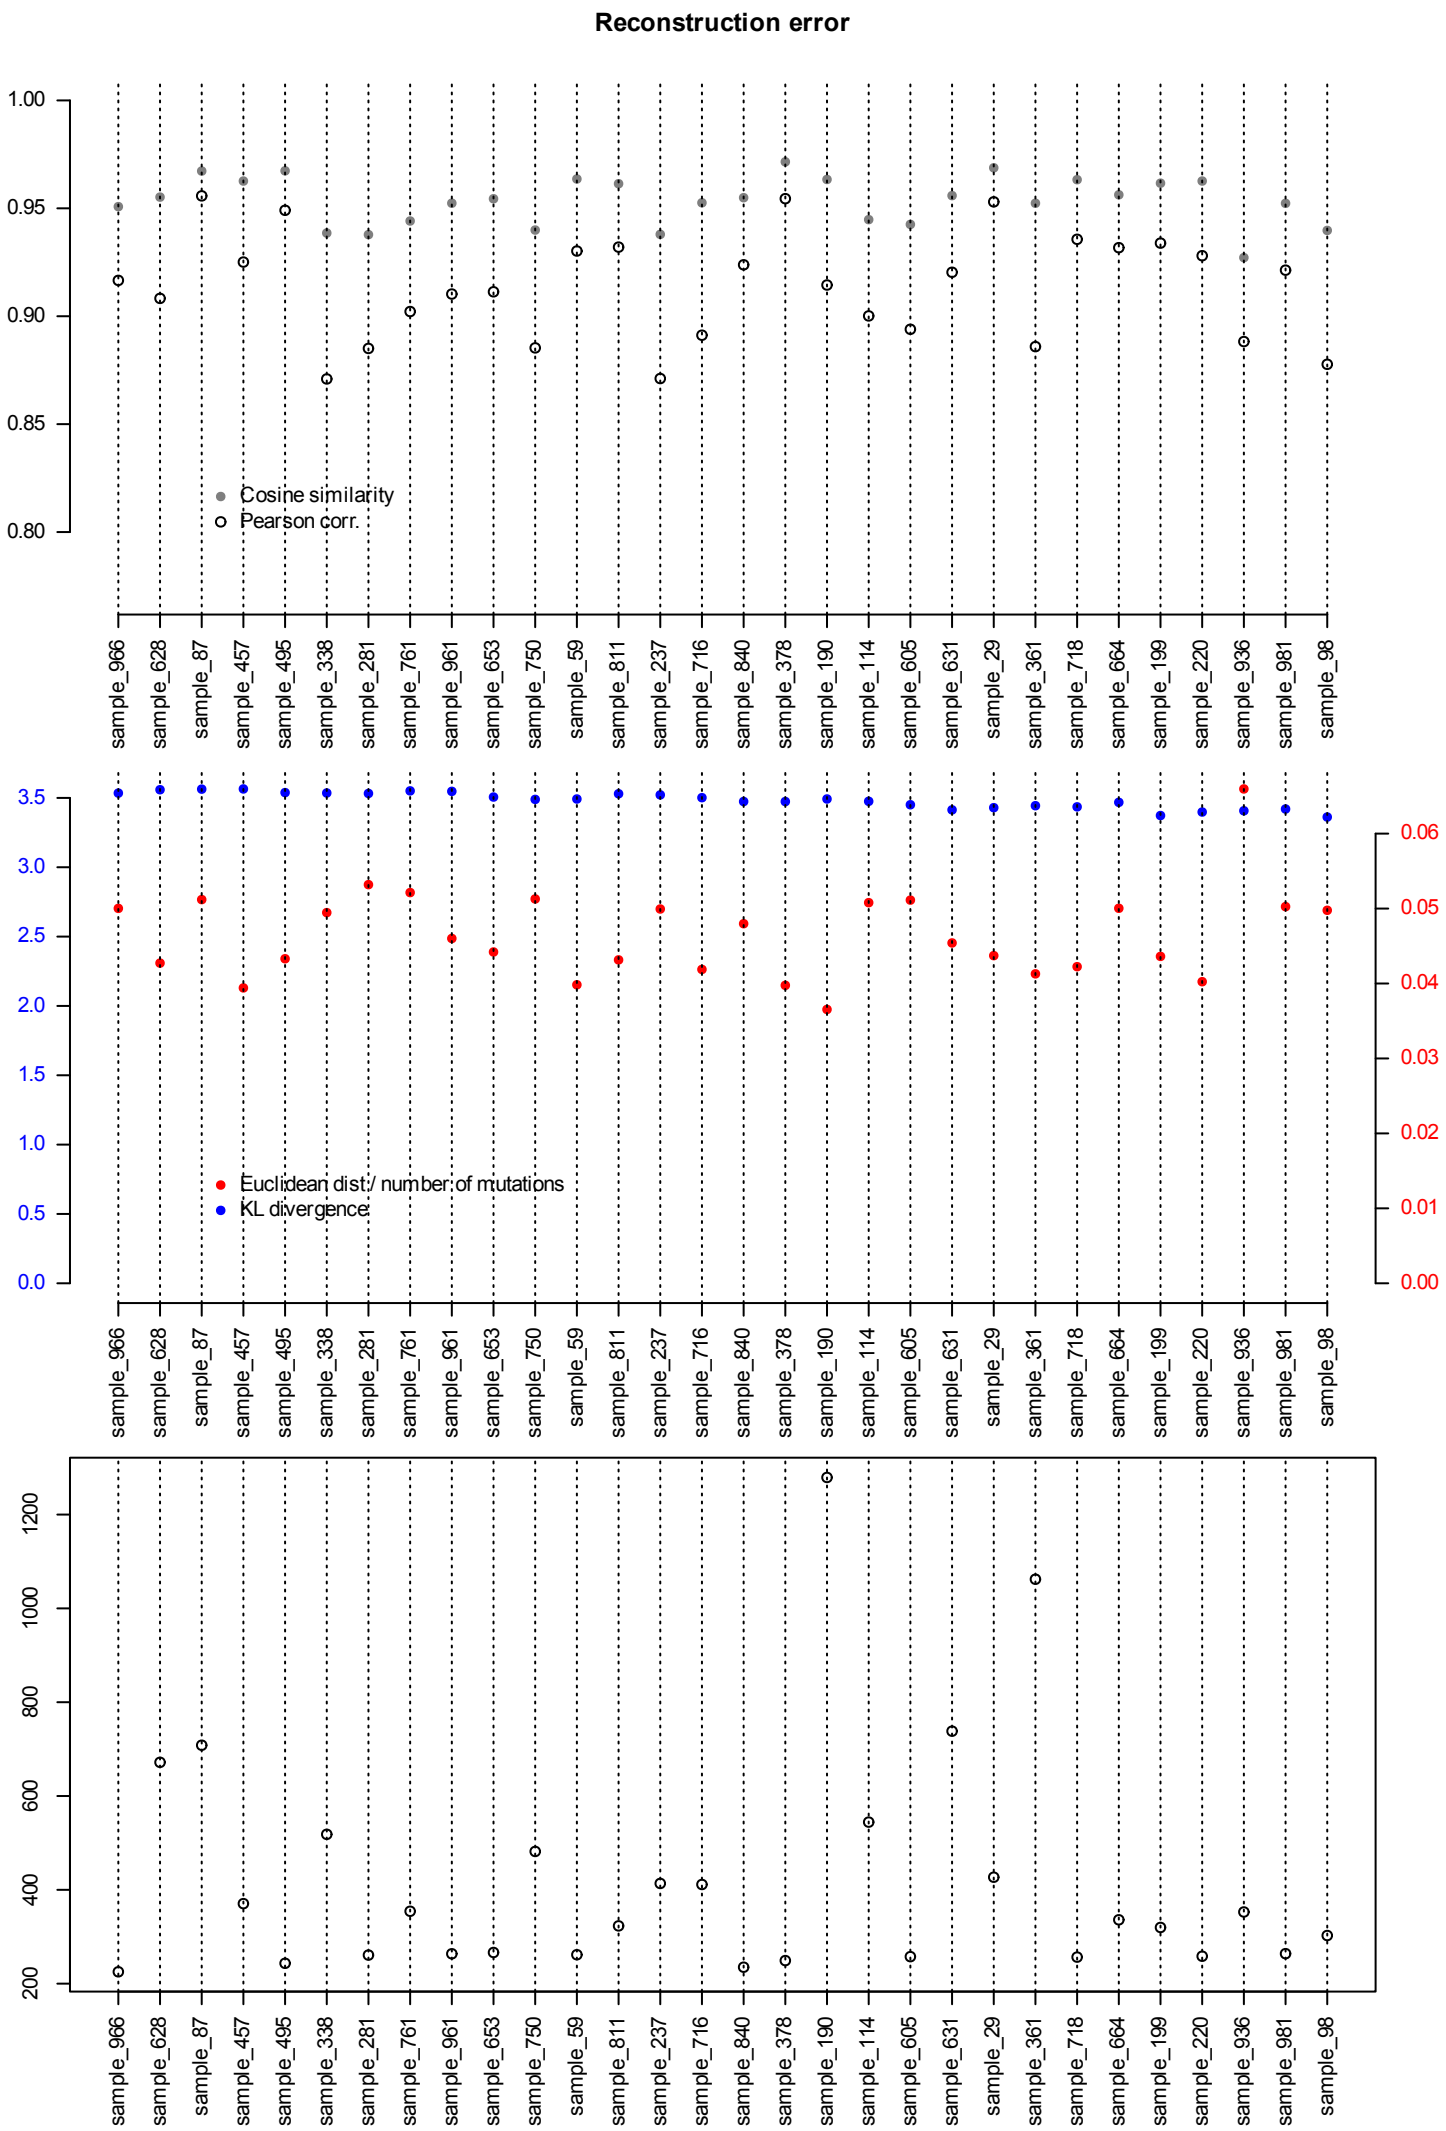 Reconstruction error
1.00
0.95
0.90
0.85
0.80
Cosine similarity
Pearson corr.
sample_966
sample_628
sample_87
sample_457
sample_495
sample_338
sample_281
sample_761
sample_961
sample_653
sample_750
sample_59
sample_811
sample_237
sample_716
sample_840
sample_378
sample_190
sample_114
sample_605
sample_631
sample_29
sample_361
sample_718
sample_664
sample_199
sample_220
sample_936
sample_981
sample_98
3.5
3.0
2.5
2.0
1.5
1.0
0.5
0.0
Euclidean dist./ number of mutations
KL divergence
0.06
0.05
0.04
0.03
0.02
0.01
0.00
sample_966
sample_628
sample_87
sample_457
sample_495
sample_338
sample_281
sample_761
sample_961
sample_653
sample_750
sample_59
sample_811
sample_237
sample_716
sample_840
sample_378
sample_190
sample_114
sample_605
sample_631
sample_29
sample_361
sample_718
sample_664
sample_199
sample_220
sample_936
sample_981
sample_98
1200
1000
800
600
400
200
sample_966
sample_628
sample_87
sample_457
sample_495
sample_338
sample_281
sample_761
sample_961
sample_653
sample_750
sample_59
sample_811
sample_237
sample_716
sample_840
sample_378
sample_190
sample_114
sample_605
sample_631
sample_29
sample_361
sample_718
sample_664
sample_199
sample_220
sample_936
sample_981
sample_98